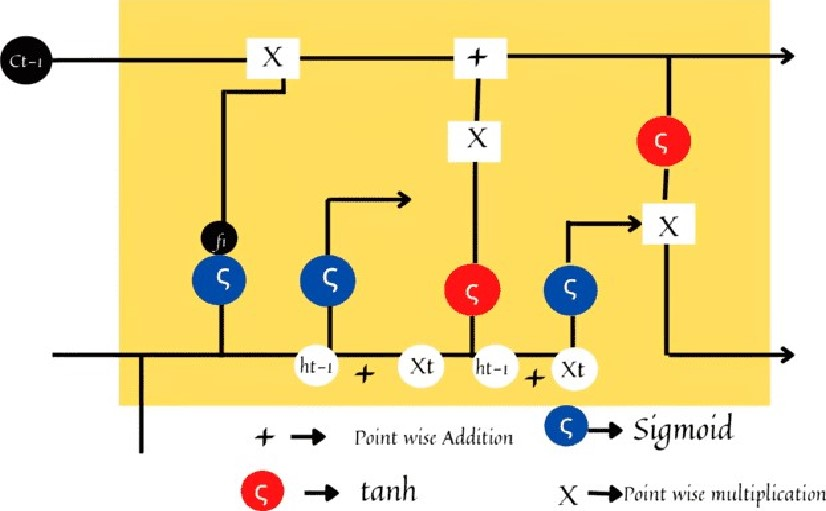 Ct-1
X
+
X
ς
X
ft
ς
ς
ς
ς
ht-1 + Xt
ht-1 + Xt
+ → Point wise Addition
ς → Sigmoid
ς → tanh
X → Point wise multiplication